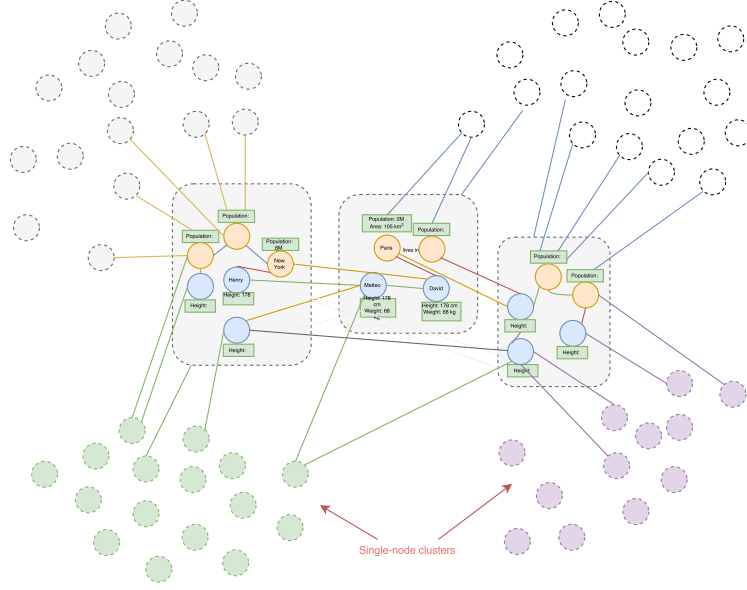 Population:
Population:
Population:
8M
New
York
Henry
Height: 178
Height:
Height:
Population: 2M
Area: 105 km²
Population:
Paris
lives in
Matteo
David
Height: 178
cm
Weight: 68
kg
Height: 178 cm
Weight: 68 kg
Population:
Population:
Height:
Height:
Height:
Single-node clusters